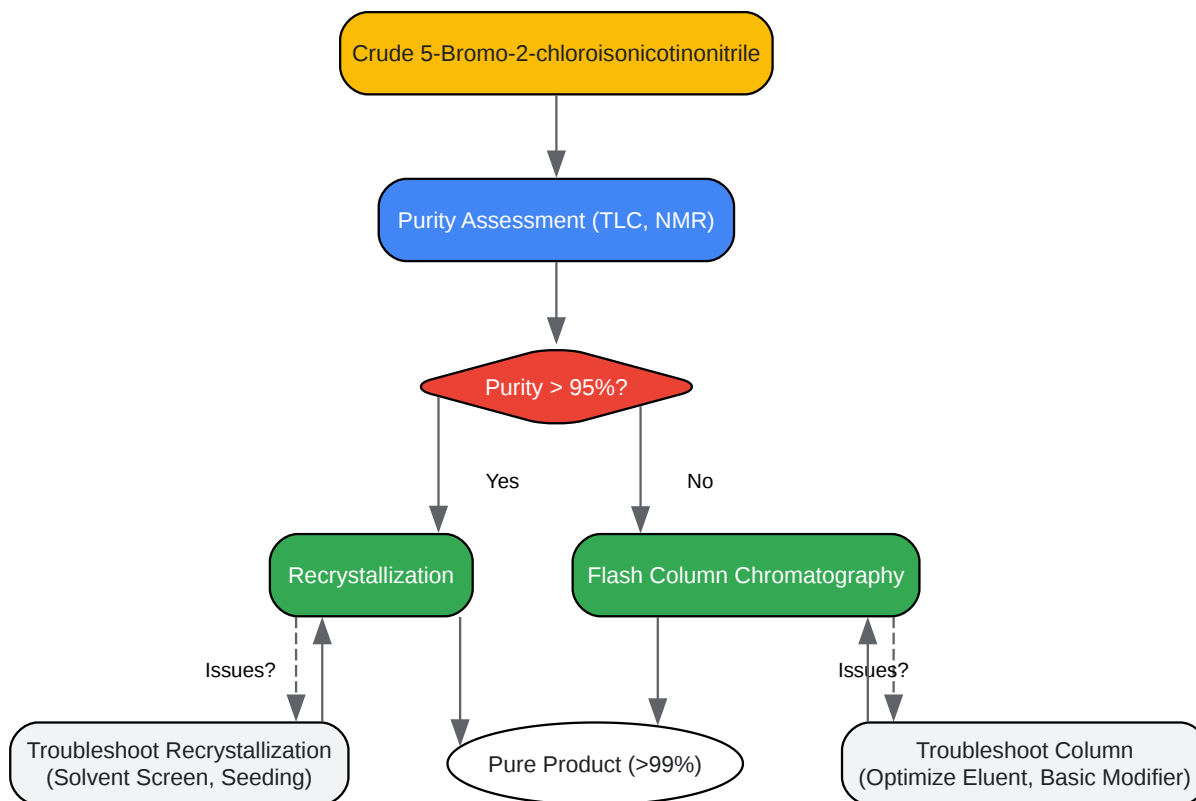 Crude 5-Bromo-2-chloroisonicotinonitrile
Purity Assessment (TLC, NMR)
Purity > 95%?
Yes
No
Recrystallization
Flash Column Chromatography
Issues?
Issues?
Troubleshoot Recrystallization
(Solvent Screen, Seeding)
Pure Product (>99%)
Troubleshoot Column
(Optimize Eluent, Basic Modifier)